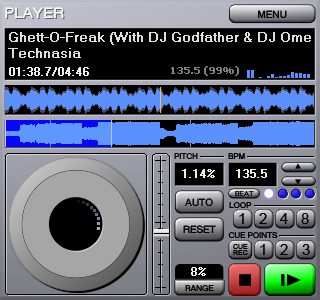 PLAYER
MENU
Ghett-O-Freak (With DJ Godfather & DJ Ome
Technasia
01:38.7/04:46
135.5 (99%)
PITCH
BPM
1.14%
135.5
BEAT
AUTO
LOOP
1 2 4 8
RESET
CUE POINTS
CUE REC 1 2 3
8%
RANGE